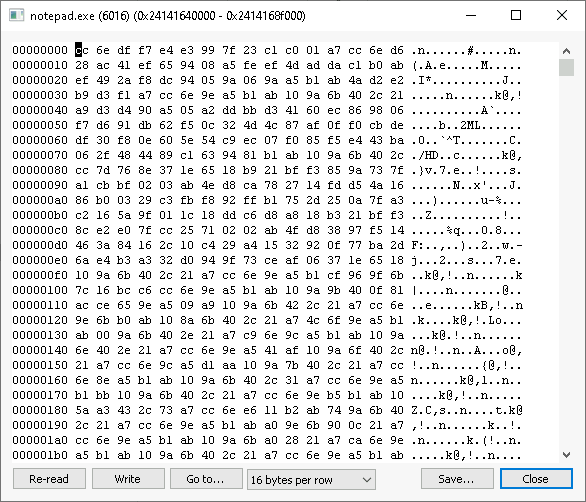 notepad.exe (6016) (0x24141640000 - 0x2414168f000)
00000000 cc 6e df f7 e4 e3 99 7f 23 c1 c0 01 a7 cc 6e d6 .n......#.....n.
00000010 28 ac 41 ef 65 94 08 a5 fe ef 4d ad da c1 b0 ab (.A.e.....M.....
00000020 ef 49 2a f8 dc 94 05 9a 06 9a a5 b1 ab 4a d2 e2 .I*..........J..
00000030 b9 d3 f1 a7 cc 6e 9e a5 b1 ab 10 9a 6b 40 2c 21 .....n......k@,!
00000040 a9 d3 d4 90 a5 05 a2 dd bb d3 41 60 ec 86 98 06 ..........A`....
00000050 f7 d6 91 db 62 f5 0c 32 4d 4c 87 af 0f f0 cb de ....b..2ML......
00000060 df 30 f8 0e 60 5e 54 c9 ec 07 f0 85 f5 e4 43 ba .0..`^T.......C.
00000070 06 2f 48 44 89 c1 63 94 81 b1 ab 10 9a 6b 40 2c ./HD..c......k@,
00000080 cc 7d 76 8e 37 1e 65 18 b9 21 bf f3 85 9a 73 7f .}v.7.e..!....s.
00000090 a1 cb bf 02 03 ab 4e d8 ca 78 27 14 fd d5 4a 16 ......N..x'...J.
000000a0 86 b0 03 29 c3 fb f8 92 ff b1 75 2d 25 0a 7f a3 ...)......u-%...
000000b0 c2 16 5a 9f 01 1c 18 dd c6 d8 a8 18 b3 21 bf f3 ..Z..........!..
000000c0 8c e2 e0 7f cc 25 71 02 02 ab 4f d8 38 97 f5 14 .....%q...O.8...
000000d0 46 3a 84 16 2c 10 c4 29 a4 15 32 92 0f 77 ba 2d F:..,..)..2..w.-
000000e0 6a e4 b3 a3 32 d0 94 9f 73 ce af 06 37 1e 65 18 j...2...s...7.e.
000000f0 10 9a 6b 40 2c 21 a7 cc 6e 9e a5 b1 cf 96 9f 6b ..k@,!..n......k
00000100 7c 16 bc c6 cc 6e 9e a5 b1 ab 10 9a 9b 40 0f 81 |....n.......@..
00000110 ac ce 65 9e a5 09 a9 10 9a 6b 42 2c 21 a7 cc 6e ..e......kB,!..n
00000120 9e 6b b0 ab 10 8a 6b 40 2c 21 a7 4c 6f 9e a5 b1 .k....k@,!.Lo...
00000130 ab 00 9a 6b 40 2e 21 a7 c9 6e 9c a5 b1 ab 10 9a ...k@.!..n......
00000140 6e 40 2e 21 a7 cc 6e 9e a5 41 af 10 9a 6f 40 2c n@.!..n..A...o@,
00000150 21 a7 cc 6e 9c a5 d1 aa 10 9a 7b 40 2c 21 a7 cc !..n......{@,!..
00000160 6e 8e a5 b1 ab 10 9a 6b 40 2c 31 a7 cc 6e 9e a5 n......k@,1..n..
00000170 b1 bb 10 9a 6b 40 2c 21 a7 cc 6e 9e b5 b1 ab 10 ....k@,!..n.....
00000180 5a a3 43 2c 73 a7 cc 6e e6 11 b2 ab 74 9a 6b 40 Z.C,s..n....t.k@
00000190 2c 21 a7 cc 6e 9e a5 b1 ab a0 9e 6b 90 0c 21 a7 ,!..n......k..!.
000001a0 cc 6e 9e a5 b1 ab 10 9a 6b a0 28 21 a7 ca 6e 9e .n......k.(!..n.
000001b0 a5 b1 ab 10 9a 6b 40 2c 21 a7 cc 6e 9e a5 b1 ab .....k@,!..n....
Re-read Write Go to... 16 bytes per row Save... Close